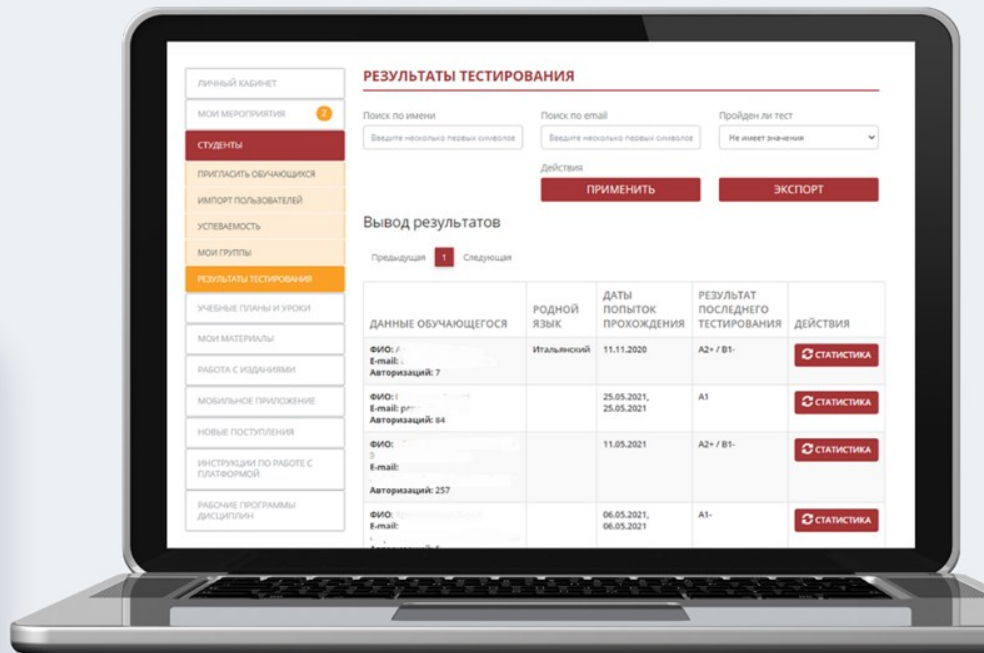 ЛИЧНЫЙ КАБИНЕТ
МОИ МЕРОПРИЯТИЯ 2
СТУДЕНТЫ
ПРИГЛАСИТЬ ОБУЧАЮЩИХСЯ
ИМПОРТ ПОЛЬЗОВАТЕЛЕЙ
УСПЕВАЕМОСТЬ
МОИ ГРУППЫ
РЕЗУЛЬТАТЫ ТЕСТИРОВАНИЯ
УЧЕБНЫЕ ПЛАНЫ И УРОКИ
МОИ МАТЕРИАЛЫ
РАБОТА С ИЗДАНИЯМИ
МОБИЛЬНОЕ ПРИЛОЖЕНИЕ
НОВЫЕ ПОСТУПЛЕНИЯ
ИНСТРУКЦИИ ПО РАБОТЕ С
ПЛАТФОРМОЙ
РАБОЧИЕ ПРОГРАММЫ
ДИСЦИПЛИН
РЕЗУЛЬТАТЫ ТЕСТИРОВАНИЯ
Поиск по имени
Введите несколько первых символов
Поиск по email
Введите несколько первых символов
Пройден ли тест
Не имеет значения
Действия
ПРИМЕНИТЬ
ЭКСПОРТ
Вывод результатов
Предыдущая 1 Следующая
ДАННЫЕ ОБУЧАЮЩЕГОСЯ
РОДНОЙ
ЯЗЫК
ДАТЫ
ПОПЫТОК
ПРОХОЖДЕНИЯ
РЕЗУЛЬТАТ
ПОСЛЕДНЕГО
ТЕСТИРОВАНИЯ
ДЕЙСТВИЯ
ФИО:
E-mail:
Авторизаций: 7
Итальянский
11.11.2020
A2+ / B1-
СТАТИСТИКА
ФИО:
E-mail:
Авторизаций: 84
25.05.2021,
25.05.2021
A1
СТАТИСТИКА
ФИО:
E-mail:
Авторизаций: 257
11.05.2021
A2+ / B1-
СТАТИСТИКА
ФИО:
E-mail:
06.05.2021,
06.05.2021
A1-
СТАТИСТИКА